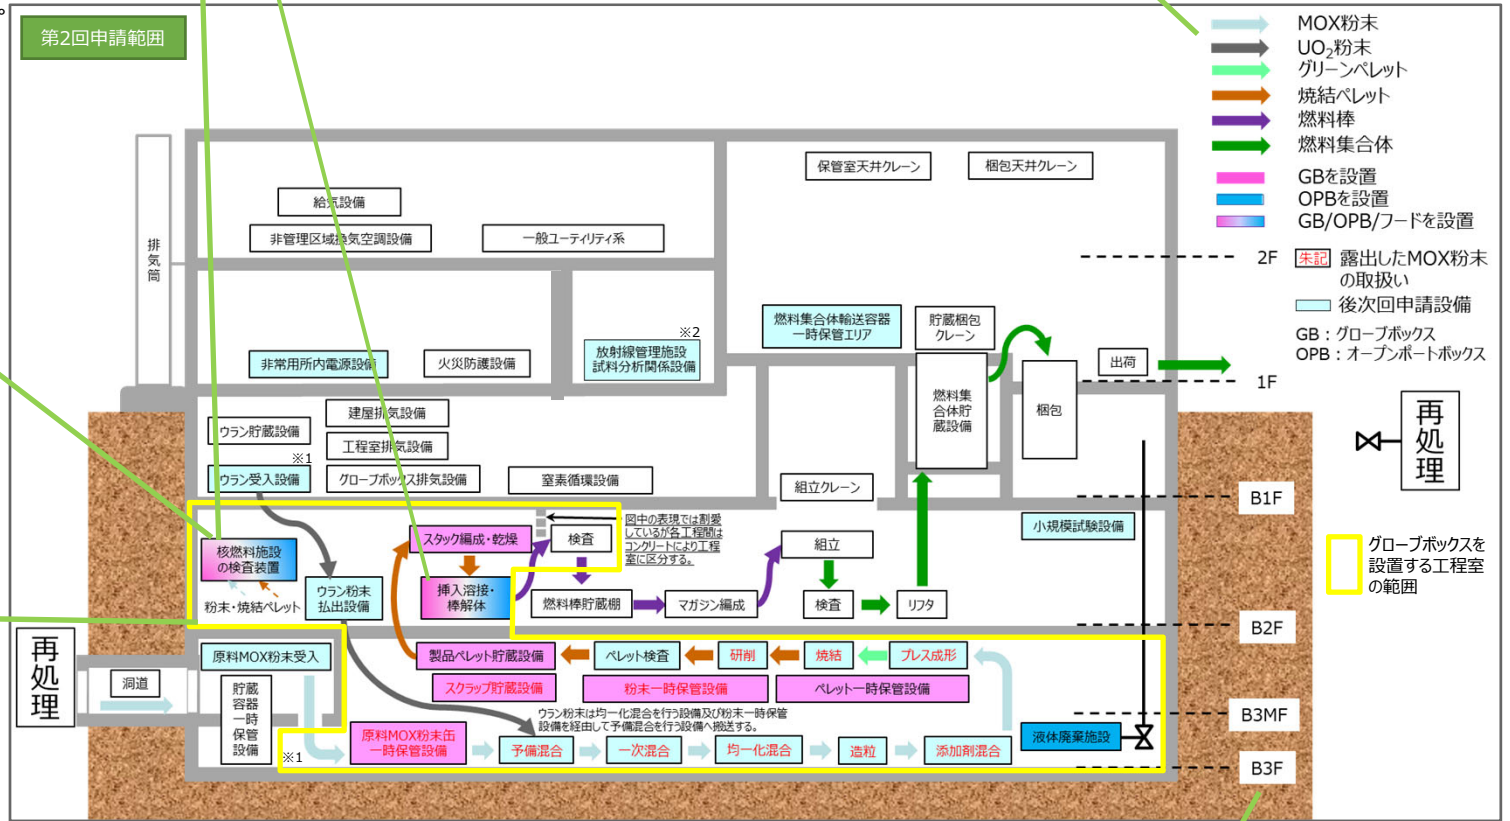 。
第2回申請範囲
MOX粉末
UO₂粉末
グリーンペレット
焼結ペレット
燃料棒
燃料集合体
GBを設置
OPBを設置
GB/OPB/フードを設置
朱記 露出したMOX粉末
の取扱い
後次回申請設備
GB：グローブボックス
OPB：オープンポートボックス
2F
1F
B1F
B2F
B3MF
B3F
再処理
グローブボックスを
設置する工程室
の範囲
保管室天井クレーン
梱包天井クレーン
排気筒
給気設備
非管理区域換気空調設備
一般ユーティリティ系
※2
非常用所内電源設備
火災防護設備
放射線管理施設
試料分析関係設備
燃料集合体輸送容器
一時保管エリア
貯蔵梱包
クレーン
出荷
燃料集
合体貯
蔵設備
梱包
ウラン貯蔵設備
建屋排気設備
工程室排気設備
※1
ウラン受入設備
グローブボックス排気設備
窒素循環設備
組立クレーン
小規模試験設備
図中の表現では割愛
しているが各工程間は
コンクリートにより工程
室に区分する。
核燃料施設
の検査装置
粉末・焼結ペレット
ウラン粉末
払出設備
スタック編成・乾燥
検査
挿入溶接・
棒解体
燃料棒貯蔵棚
マガジン編成
組立
検査
リフタ
再処理
洞道
原料MOX粉末受入
貯蔵
容器
一時
保管
設備
※1
製品ペレット貯蔵設備
ペレット検査
研削
焼結
プレス成形
スクラップ貯蔵設備
粉末一時保管設備
ペレット一時保管設備
ウラン粉末は均一化混合を行う設備及び粉末一時保管
設備を経由して予備混合を行う設備へ搬送する。
原料MOX粉末缶
一時保管設備
予備混合
一次混合
均一化混合
造粒
添加剤混合
液体廃棄施設